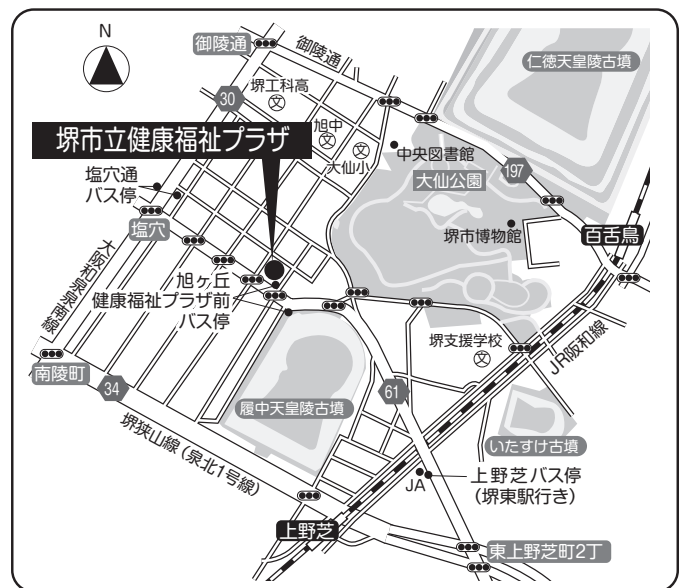 N
御陵通
御陵通
仁徳天皇陵古墳
堺工科高
文
30
旭中
文
文
大仙小
中央図書館
大仙公園
197
堺市立健康福祉プラザ
塩穴通
バス停
塩穴
堺市博物館
百舌鳥
大阪和泉泉南線
旭ヶ丘
健康福祉プラザ前
バス停
堺支援学校
文
JR阪和線
南陵町
34
履中天皇陵古墳
61
いたすけ古墳
堺狭山線(泉北1号線)
JA
上野芝バス停
(堺東駅行き)
上野芝
東上野芝町2丁